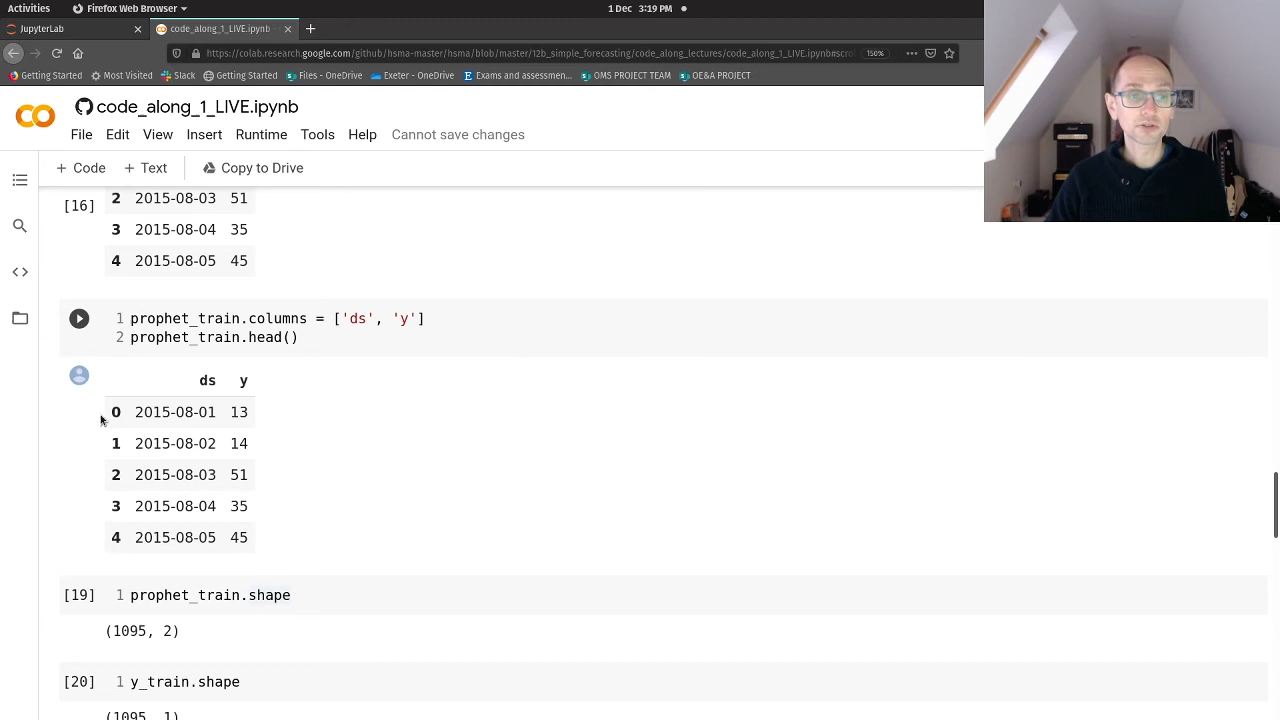 Activities Firefox Web Browser 1 Dec 3:19 PM
JupyterLab × code_along_1_LIVE.ipynb - × +
https://colab.research.google.com/github/hsma-master/hsma/blob/master/12b_simple_forecasting/code_along_lectures/code_along_1_LIVE.ipynb#scro 150%
Getting Started Most Visited Slack Getting Started Files - OneDrive Exeter - OneDrive Exams and assessmen... OMS PROJECT TEAM OE&A PROJECT
code_along_1_LIVE.ipynb
File Edit View Insert Runtime Tools Help Cannot save changes
+ Code + Text Copy to Drive
[16] 2 2015-08-03 51
3 2015-08-04 35
4 2015-08-05 45
1 prophet_train.columns = ['ds', 'y']
2 prophet_train.head()
ds y
0 2015-08-01 13
1 2015-08-02 14
2 2015-08-03 51
3 2015-08-04 35
4 2015-08-05 45
[19] 1 prophet_train.shape
(1095, 2)
[20] 1 y_train.shape
(1095, 1)